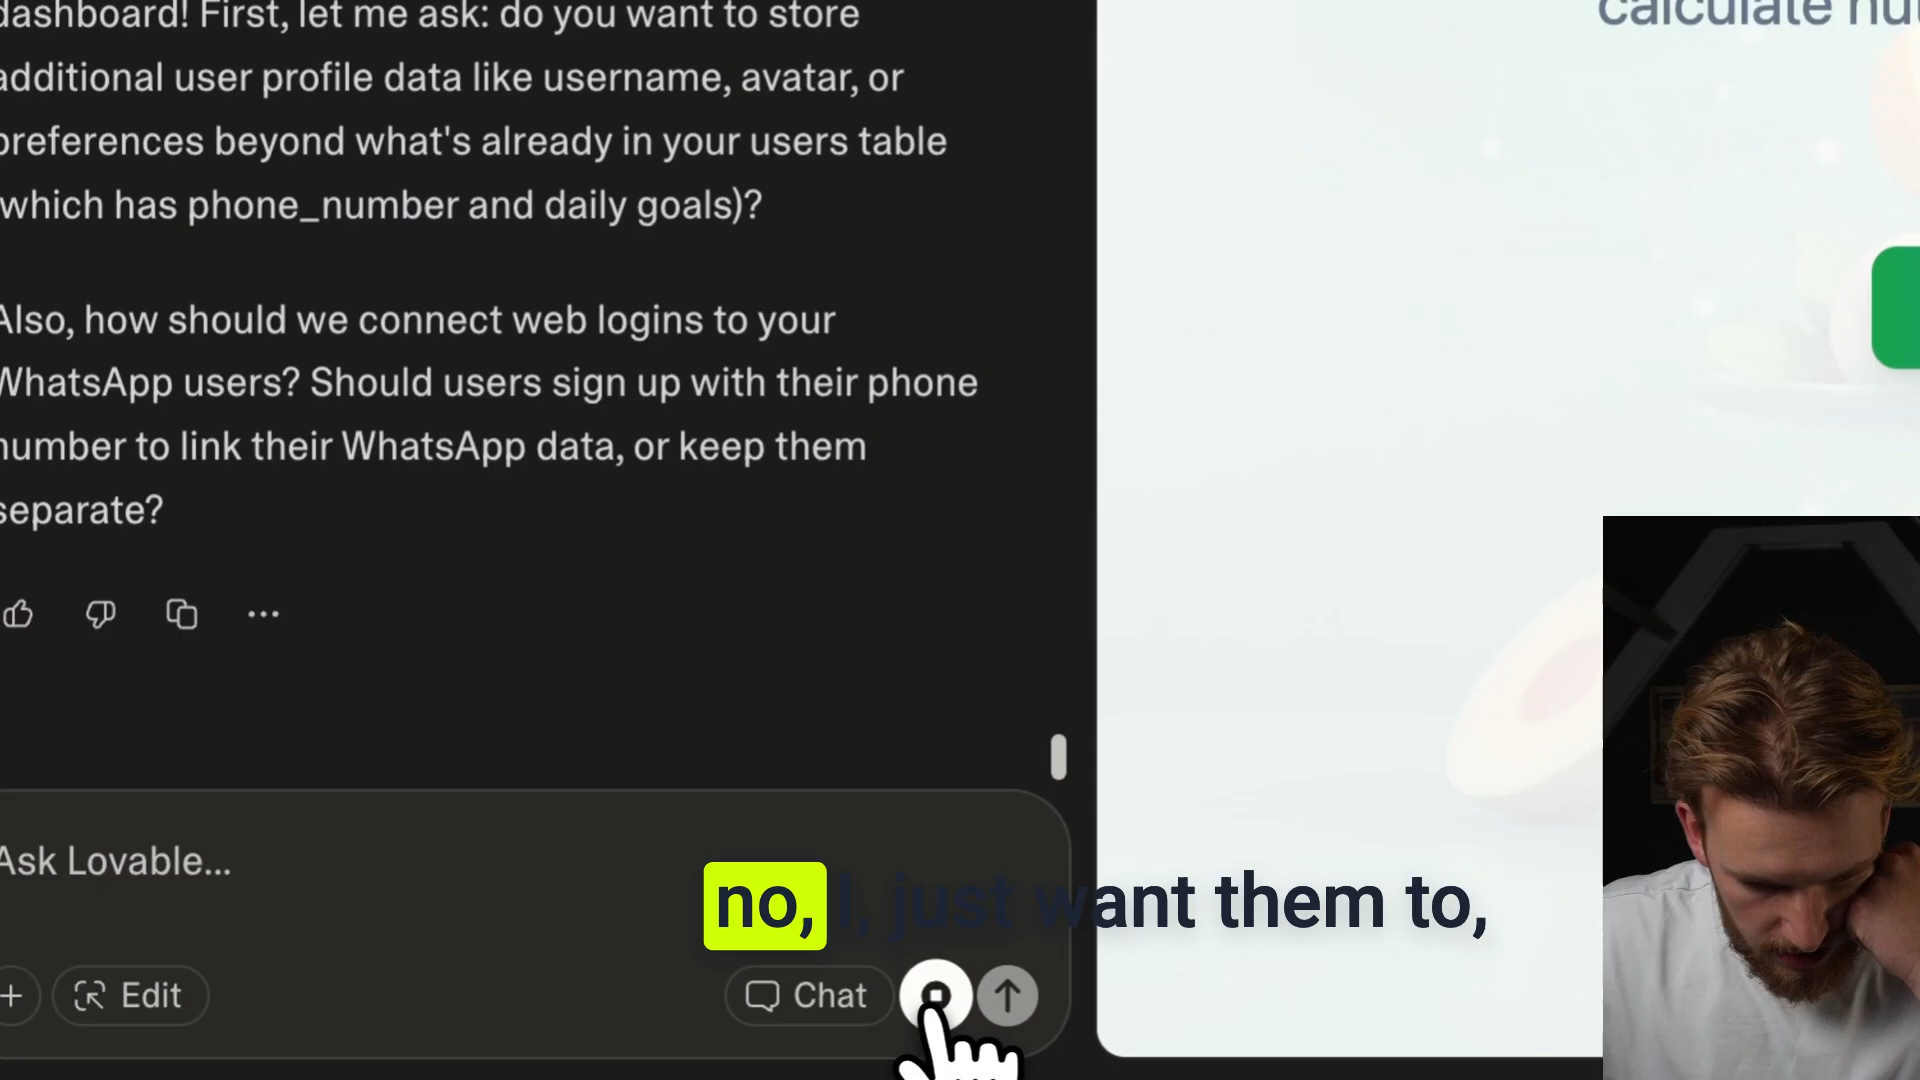 dashboard! First, let me ask: do you want to store
additional user profile data like username, avatar, or
preferences beyond what's already in your users table
which has phone_number and daily goals)?
Also, how should we connect web logins to your
WhatsApp users? Should users sign up with their phone
number to link their WhatsApp data, or keep them
separate?
Ask Lovable...
Edit
Chat
calculate
no, I, just want them to,